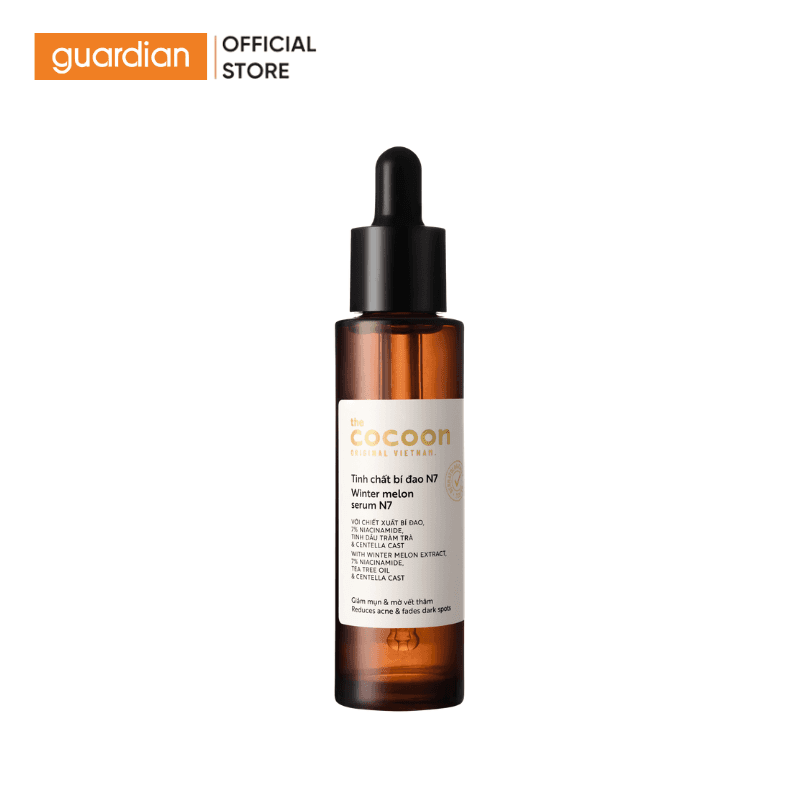 guardian
OFFICIAL
STORE
the
cocoon
ORIGINAL VIETNAM.
Tinh chất bí đao N7
Winter melon
serum N7
VỚI CHIẾT XUẤT BÍ ĐAO,
7% NIACINAMIDE,
TINH DẦU TRÀM TRÀ
& CENTELLA CAST
WITH WINTER MELON EXTRACT,
7% NIACINAMIDE,
TEA TREE OIL
& CENTELLA CAST
Giảm mụn & mờ vết thâm
Reduces acne & fades dark spots